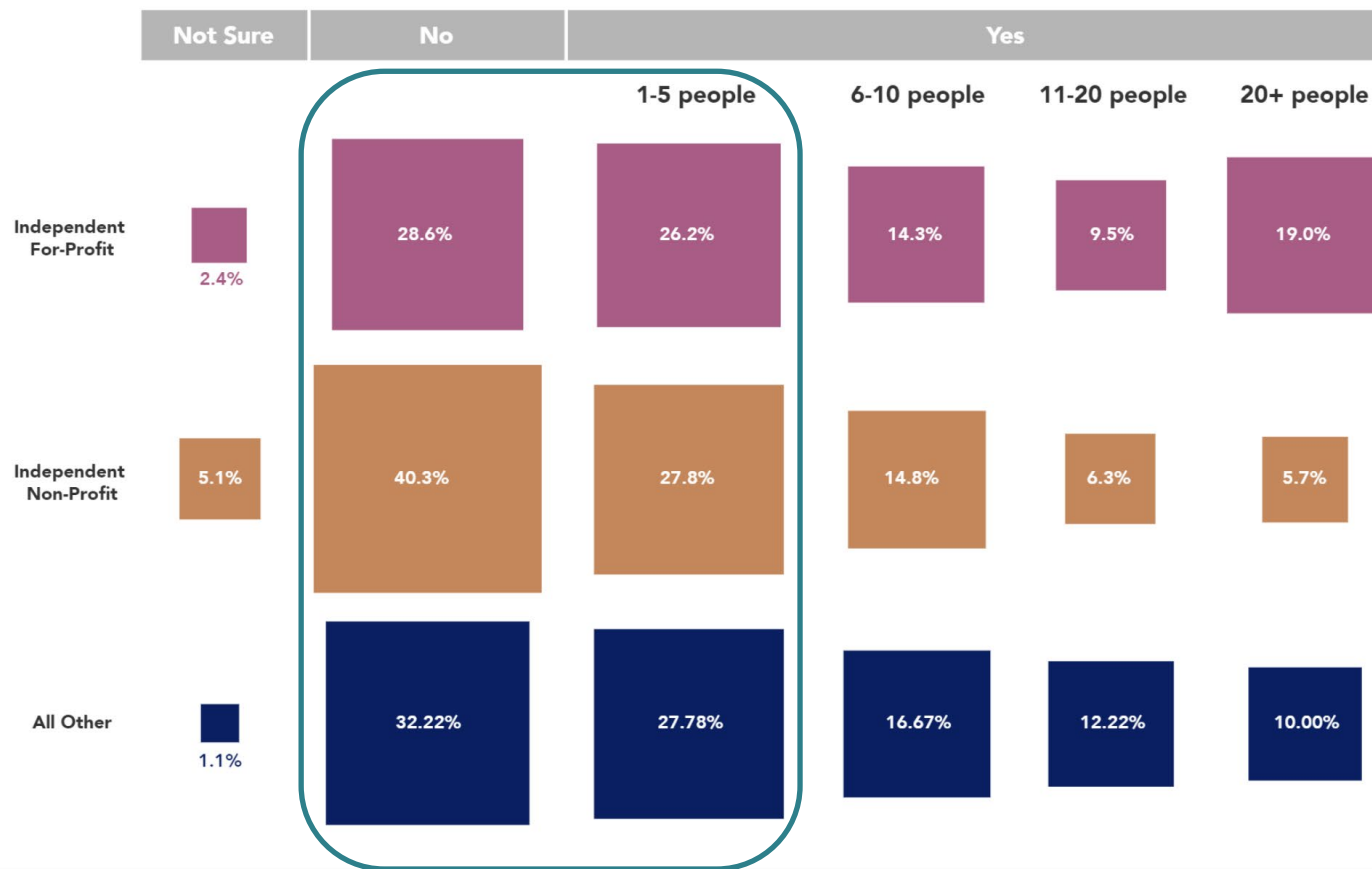 Not Sure No Yes
1-5 people 6-10 people 11-20 people 20+ people
Independent
For-Profit
2.4%
28.6% 26.2% 14.3% 9.5% 19.0%
Independent
Non-Profit
5.1% 40.3% 27.8% 14.8% 6.3% 5.7%
All Other
1.1%
32.22% 27.78% 16.67% 12.22% 10.00%